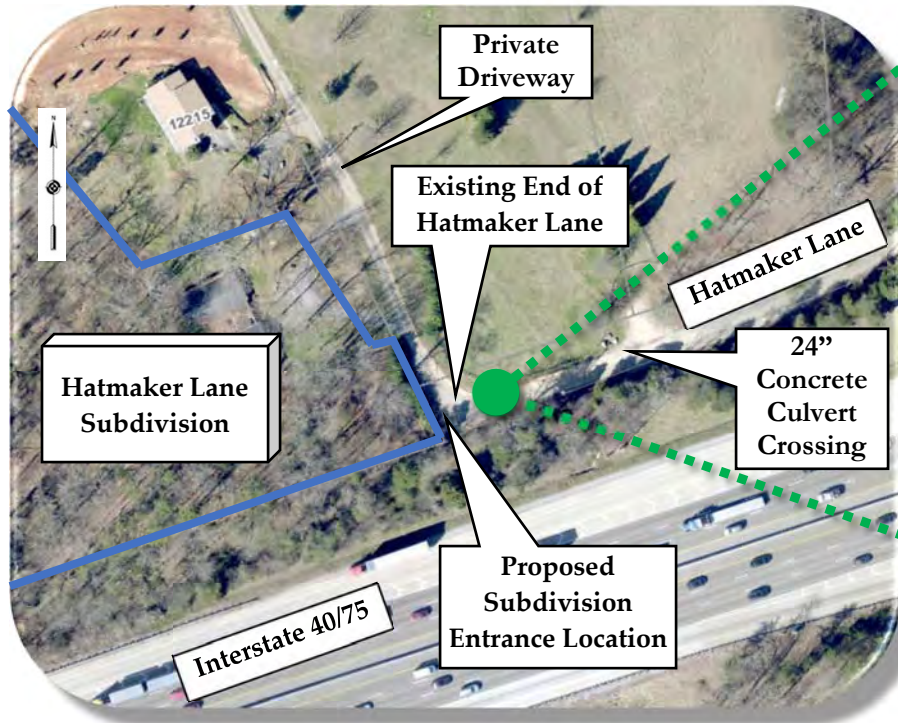 Private
Driveway
12215
N
Existing End of
Hatmaker Lane
Hatmaker Lane
Hatmaker Lane
Subdivision
24”
Concrete
Culvert
Crossing
Proposed
Subdivision
Entrance Location
Interstate 40/75